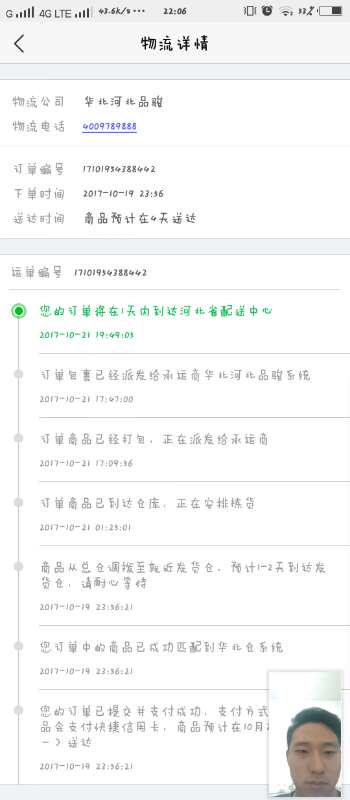 G 4G LTE 43.6k/s ... 22:06 33%
物流详情
物流公司 华北河北品骏
物流电话 4009789888
订单编号 17101934388442
下单时间 2017-10-19 23:36
送达时间 商品预计在4天送达
运单编号 17101934388442
您的订单将在1天内到达河北省配送中心
2017-10-21 19:49:03
订单包裹已经派发给承运商华北河北品骏系统
2017-10-21 17:47:00
订单商品已经打包，正在派发给承运商
2017-10-21 17:09:36
订单商品已到达仓库，正在安排拣货
2017-10-21 01:23:01
商品从总仓调拨至就近发货仓，预计1-2天到达发
货仓，请耐心等待
2017-10-19 23:36:21
您订单中的商品已成功匹配到华北仓系统
2017-10-19 23:36:21
您的订单已提交并支付成功，支付方式
品会支付快捷信用卡，商品预计在10月
一）送达
2017-10-19 23:36:21